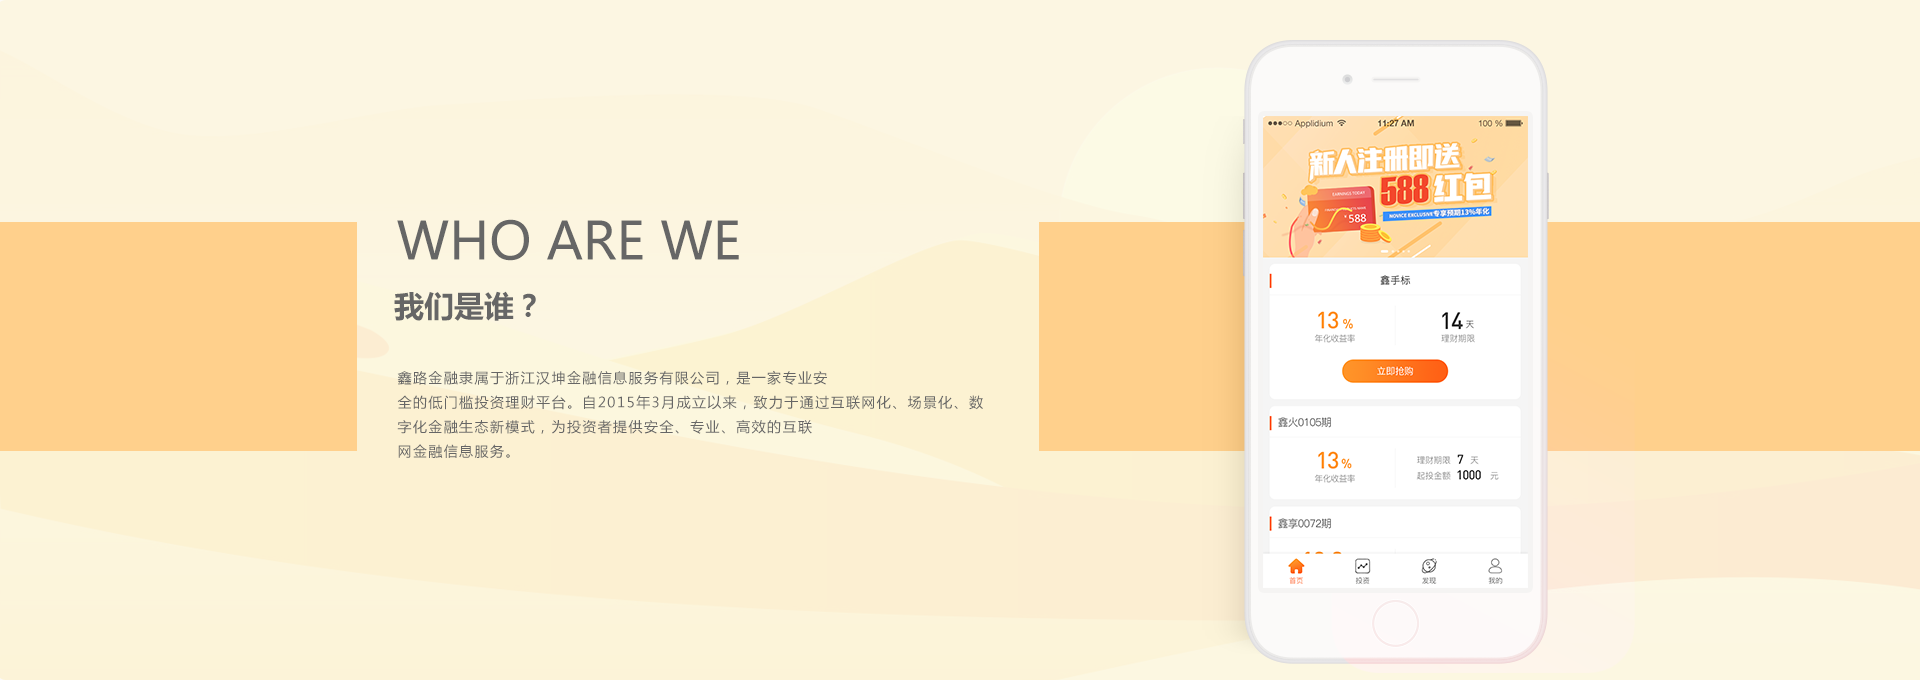 WHO ARE WE
我们是谁？
鑫路金融隶属于浙江汉坤金融信息服务有限公司，是一家专业安
全的低门槛投资理财平台。自2015年3月成立以来，致力于通过互联网化、场景化、数
字化金融生态新模式，为投资者提供安全、专业、高效的互联
网金融信息服务。
Applidium
11:27 AM
100 %
新人注册即送
588红包
EARNINGS TODAY
588
NOVICE EXCLUSIVE 专享预期13%年化
鑫手标
13 %
年化收益率
14 天
理财期限
立即抢购
鑫火0105期
13 %
年化收益率
理财期限 7 天
起投金额 1000 元
鑫享0072期
首页
投资
发现
我的